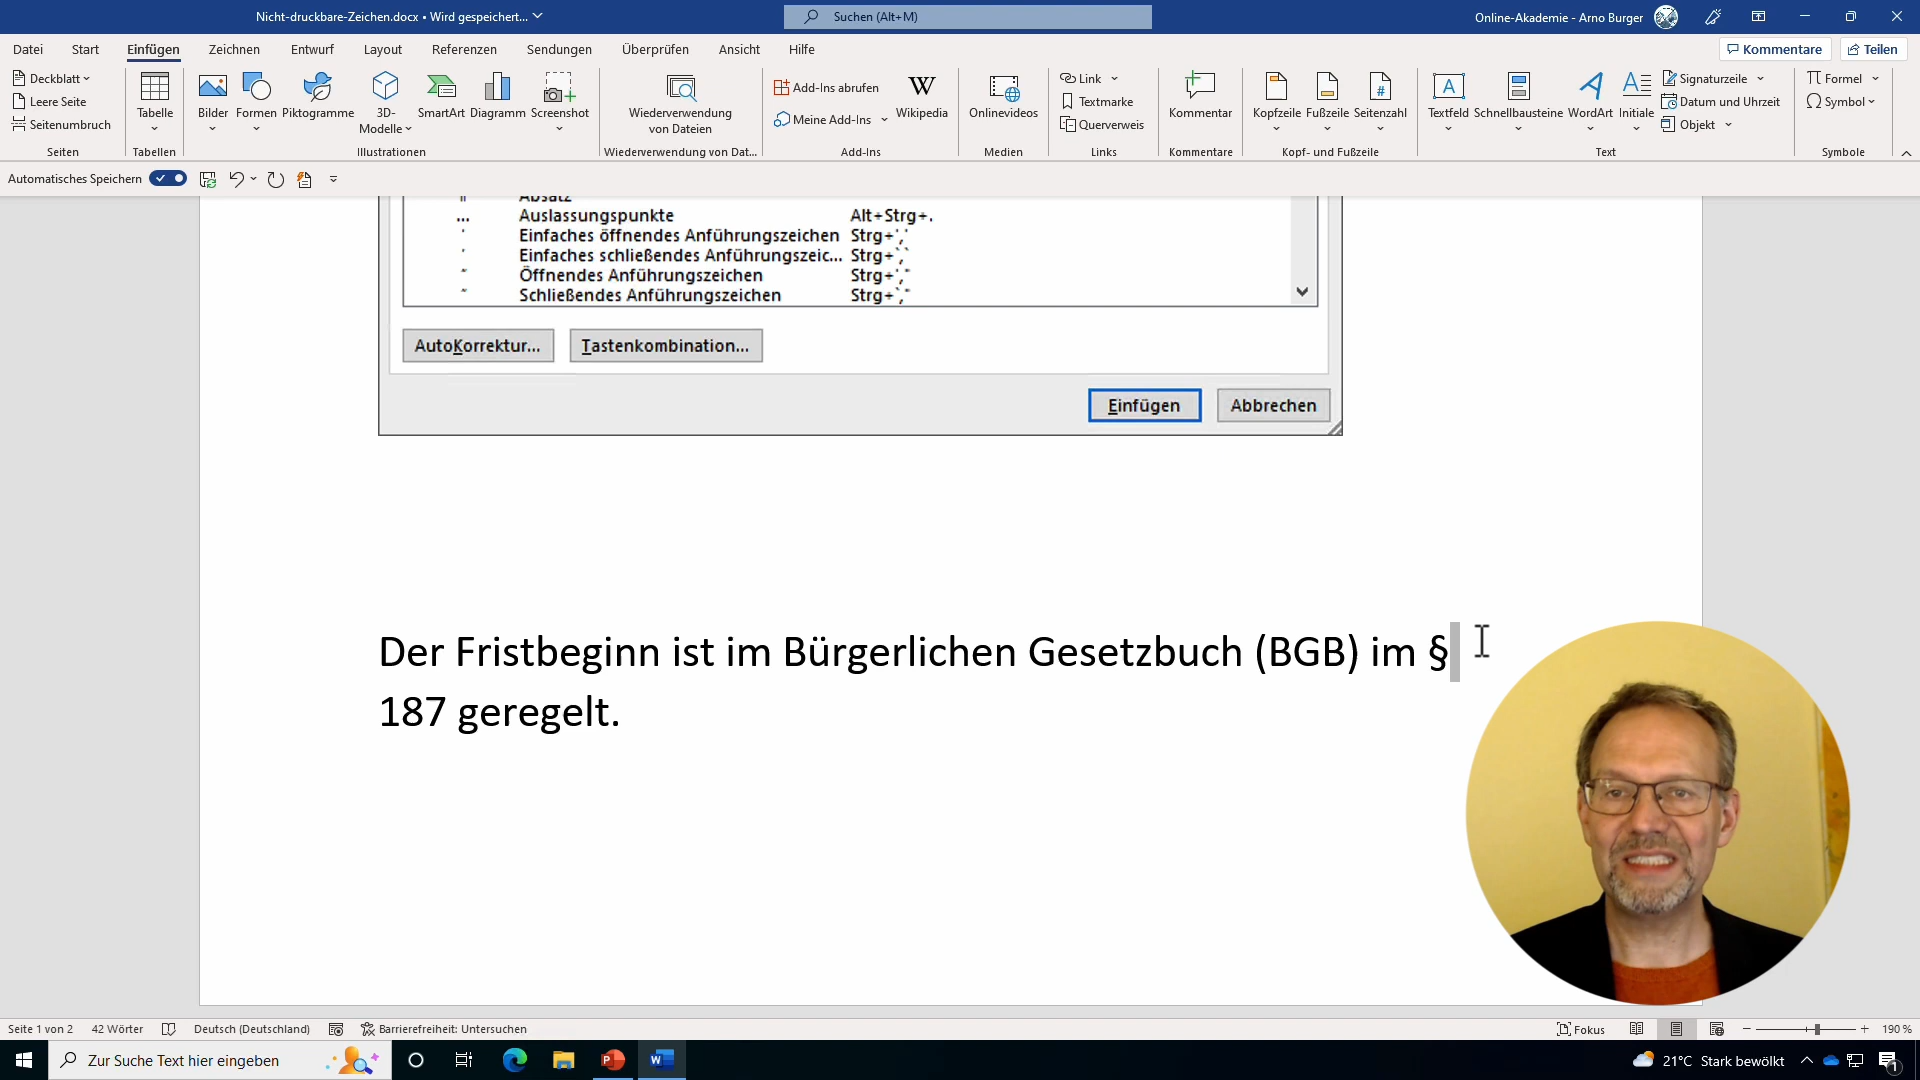 Nicht-druckbare-Zeichen.docx • Wird gespeichert...
Suchen (Alt+M)
Online-Akademie - Arno Burger
Datei Start Einfügen Zeichnen Entwurf Layout Referenzen Sendungen Überprüfen Ansicht Hilfe
Kommentare Teilen
Deckblatt
Leere Seite
Seitenumbruch
Seiten
Tabelle
Tabellen
Bilder Formen Piktogramme 3D-Modelle SmartArt Diagramm Screenshot
Illustrationen
Wiederverwendung von Dateien
Wiederverwendung von Dat...
Add-Ins abrufen
Meine Add-Ins
W
Wikipedia
Add-Ins
Onlinevideos
Medien
Link
Textmarke
Querverweis
Links
Kommentar
Kommentare
Kopfzeile Fußzeile Seitenzahl
Kopf- und Fußzeile
Textfeld Schnellbausteine WordArt Initiale
Signaturzeile
Datum und Uhrzeit
Objekt
Text
Formel
Symbol
Symbole
Automatisches Speichern
Absatz
... Auslassungspunkte Alt+Strg+.
Einfaches öffnendes Anführungszeichen Strg+','
Einfaches schließendes Anführungszeic... Strg+`,`
Öffnendes Anführungszeichen Strg+',"
Schließendes Anführungszeichen Strg+`,"
AutoKorrektur... Tastenkombination...
Einfügen Abbrechen
Der Fristbeginn ist im Bürgerlichen Gesetzbuch (BGB) im §
187 geregelt.
Seite 1 von 2 42 Wörter Deutsch (Deutschland) Barrierefreiheit: Untersuchen
Fokus 190 %
Zur Suche Text hier eingeben
21°C Stark bewölkt
1